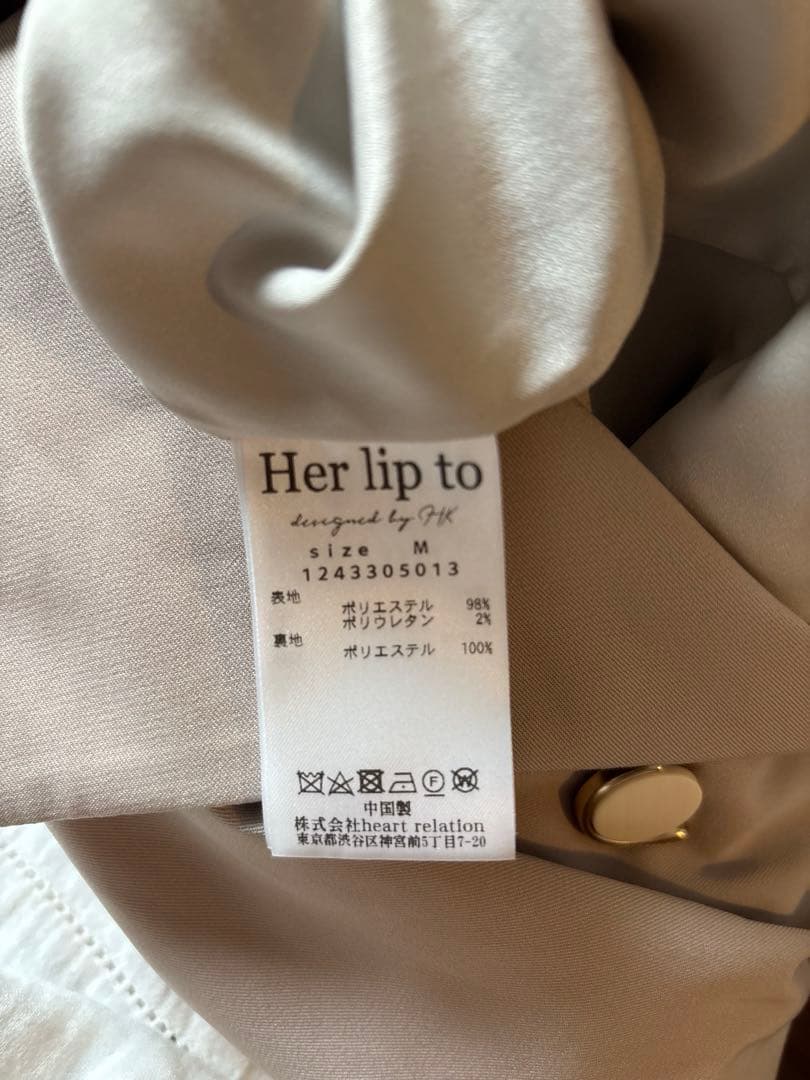 Her lip to
designed by HK
size M
1243305013
表地
ポリエステル 98%
ポリウレタン 2%
裏地
ポリエステル 100%
中国製
株式会社heart relation
東京都渋谷区神宮前5丁目7-20